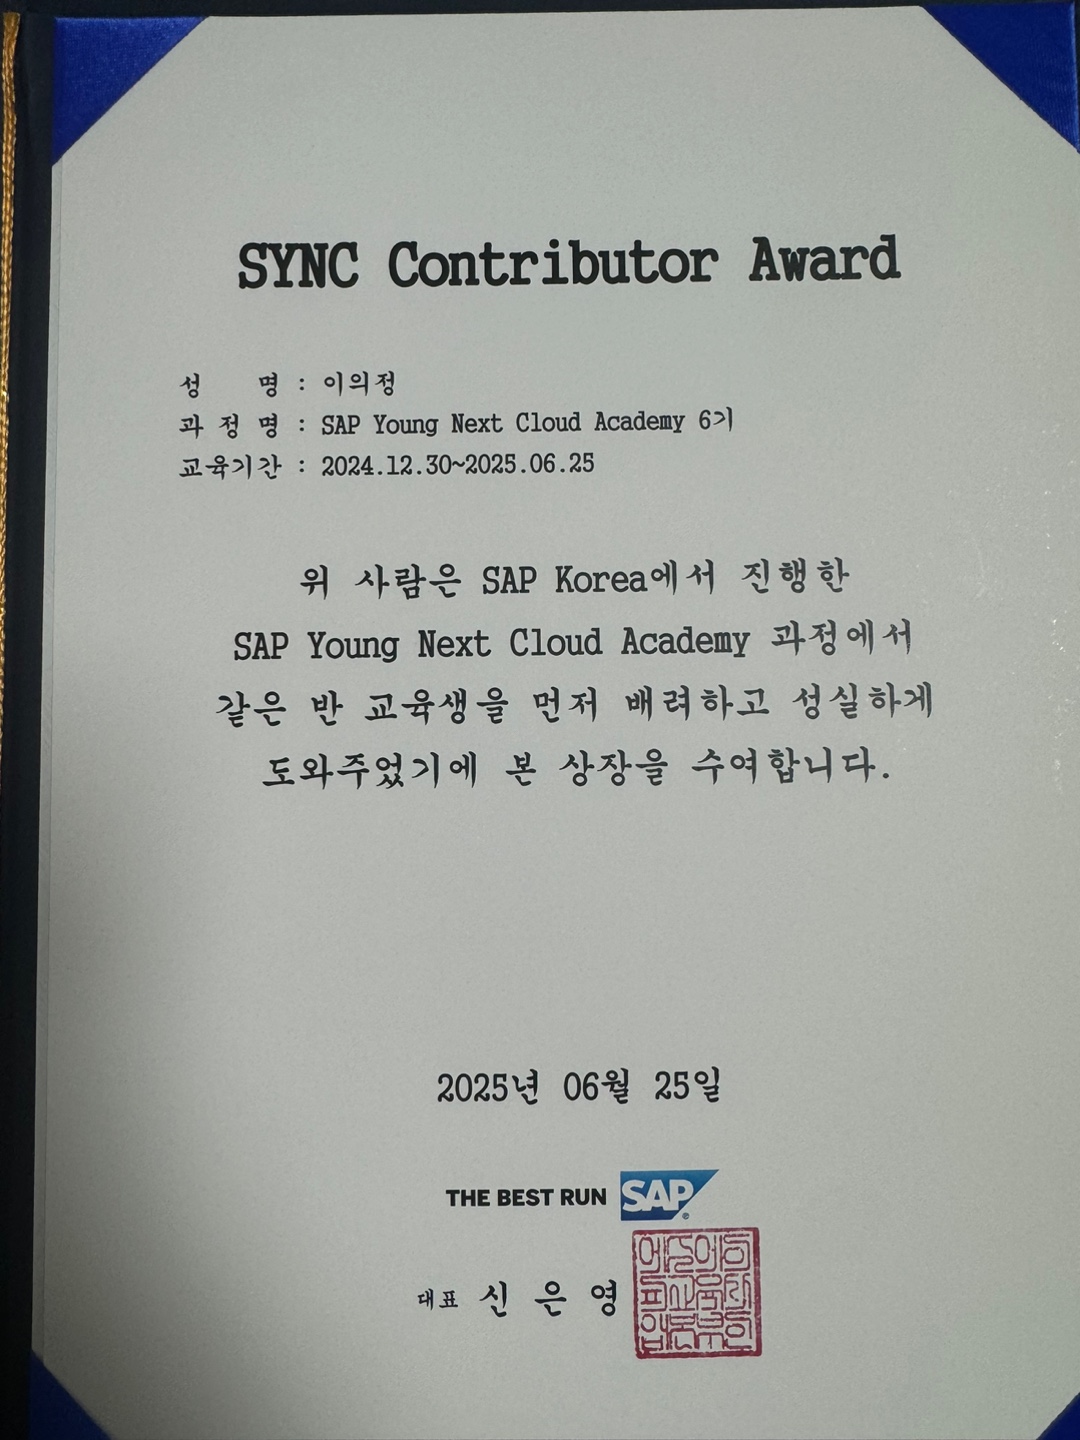 SYNC Contributor Award
성 명 : 이의정
과 정 명 : SAP Young Next Cloud Academy 6기
교육기간 : 2024.12.30~2025.06.25
위 사람은 SAP Korea에서 진행한
SAP Young Next Cloud Academy 과정에서
같은 반 교육생을 먼저 배려하고 성실하게
도와주었기에 본 상장을 수여합니다.
2025년 06월 25일
THE BEST RUN SAP®
대표 신 은 영